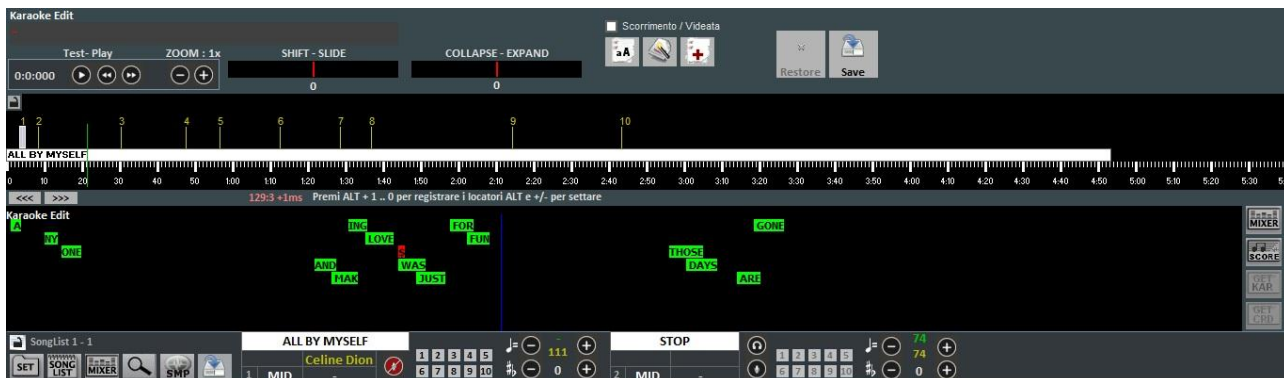 Karaoke Edit
Scorrimento / Videata
Test- Play ZOOM : 1x SHIFT - SLIDE COLLAPSE - EXPAND
aA
0:0:000
Restore Save
0 0
1 2 3 4 5 6 7 8 9 10
ALL BY MYSELF
0 10 20 30 40 50 1:00 1:10 1:20 1:30 1:40 1:50 2:00 2:10 2:20 2:30 2:40 2:50 3:00 3:10 3:20 3:30 3:40 3:50 4:00 4:10 4:20 4:30 4:40 4:50 5:00 5:10 5:20 5:30
<<< >>> 129:3 +1ms Premi ALT + 1 .. 0 per registrare i locatori ALT e +/- per settare
Karaoke Edit
A ING FOR GONE MIXER
NY LOVE FUN
ONE < THOSE SCORE
AND WAS DAYS
MAK JUST ARE GET KAR
GET CRD
SongList 1 - 1 ALL BY MYSELF STOP
SET SONG LIST MIXER SMP Celine Dion 1 2 3 4 5 - 111 1 2 3 4 5 74 74
1 MID - 6 7 8 9 10 0 2 MID - 6 7 8 9 10 0